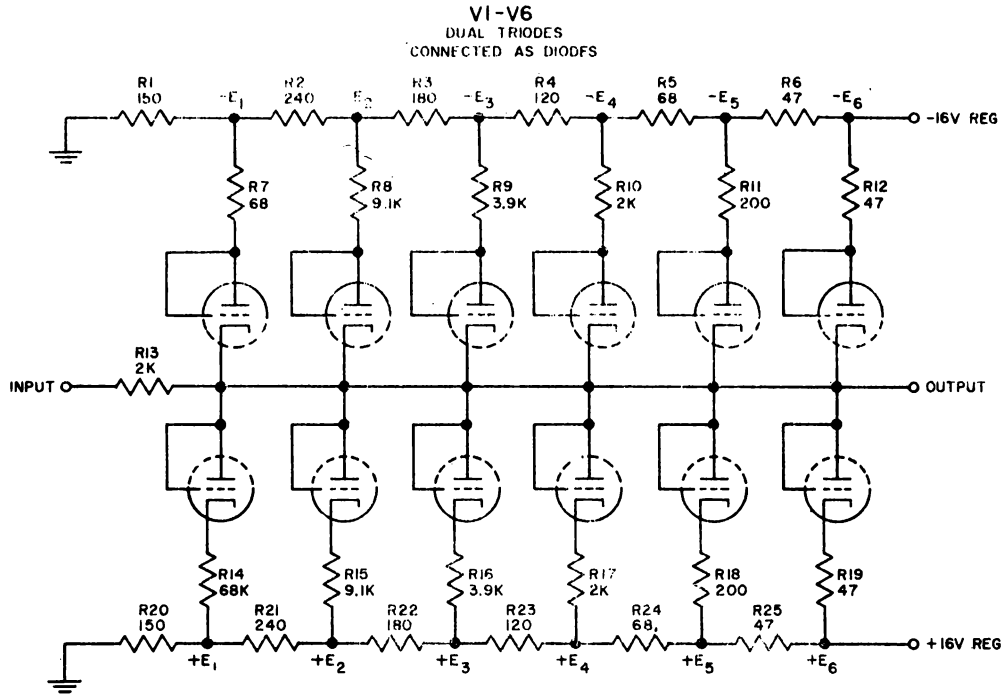 V1-V6
DUAL TRIODES
CONNECTED AS DIODES
R1 150 -E1 R2 240 E2 R3 180 -E3 R4 120 -E4 R5 68 -E5 R6 47 -E6 -16V REG
R7 68
R8 9.1K
R9 3.9K
R10 2K
R11 200
R12 47
R13 2K
INPUT
OUTPUT
R14 68K
R15 9.1K
R16 3.9K
R17 2K
R18 200
R19 47
R20 150 R21 240 R22 180 R23 120 R24 68 R25 47
+16V REG
+E1 +E2 +E3 +E4 +E5 +E6